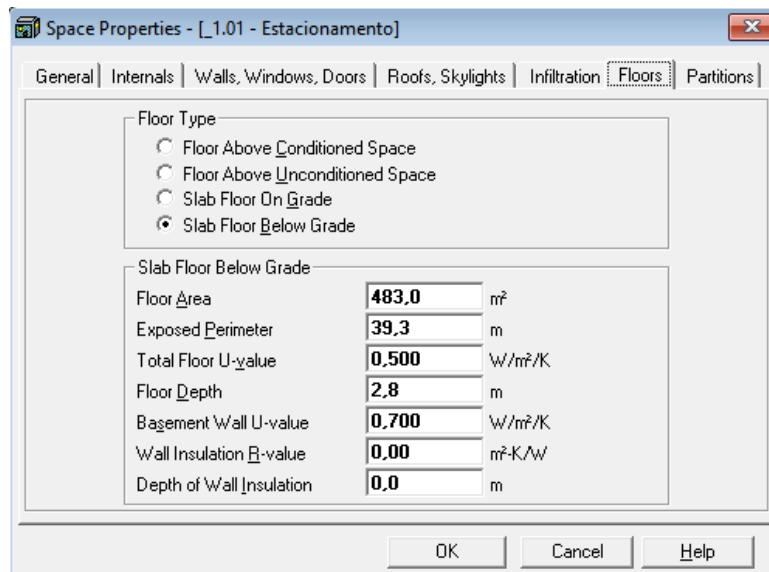 Space Properties - [_1.01 - Estacionamento]
General Internals Walls, Windows, Doors Roofs, Skylights Infiltration Floors Partitions
Floor Type
Floor Above Conditioned Space
Floor Above Unconditioned Space
Slab Floor On Grade
Slab Floor Below Grade
Slab Floor Below Grade
Floor Area 483,0 m²
Exposed Perimeter 39,3 m
Total Floor U-value 0,500 W/m²/K
Floor Depth 2,8 m
Basement Wall U-value 0,700 W/m²/K
Wall Insulation R-value 0,00 m²-K/W
Depth of Wall Insulation 0,0 m
OK Cancel Help